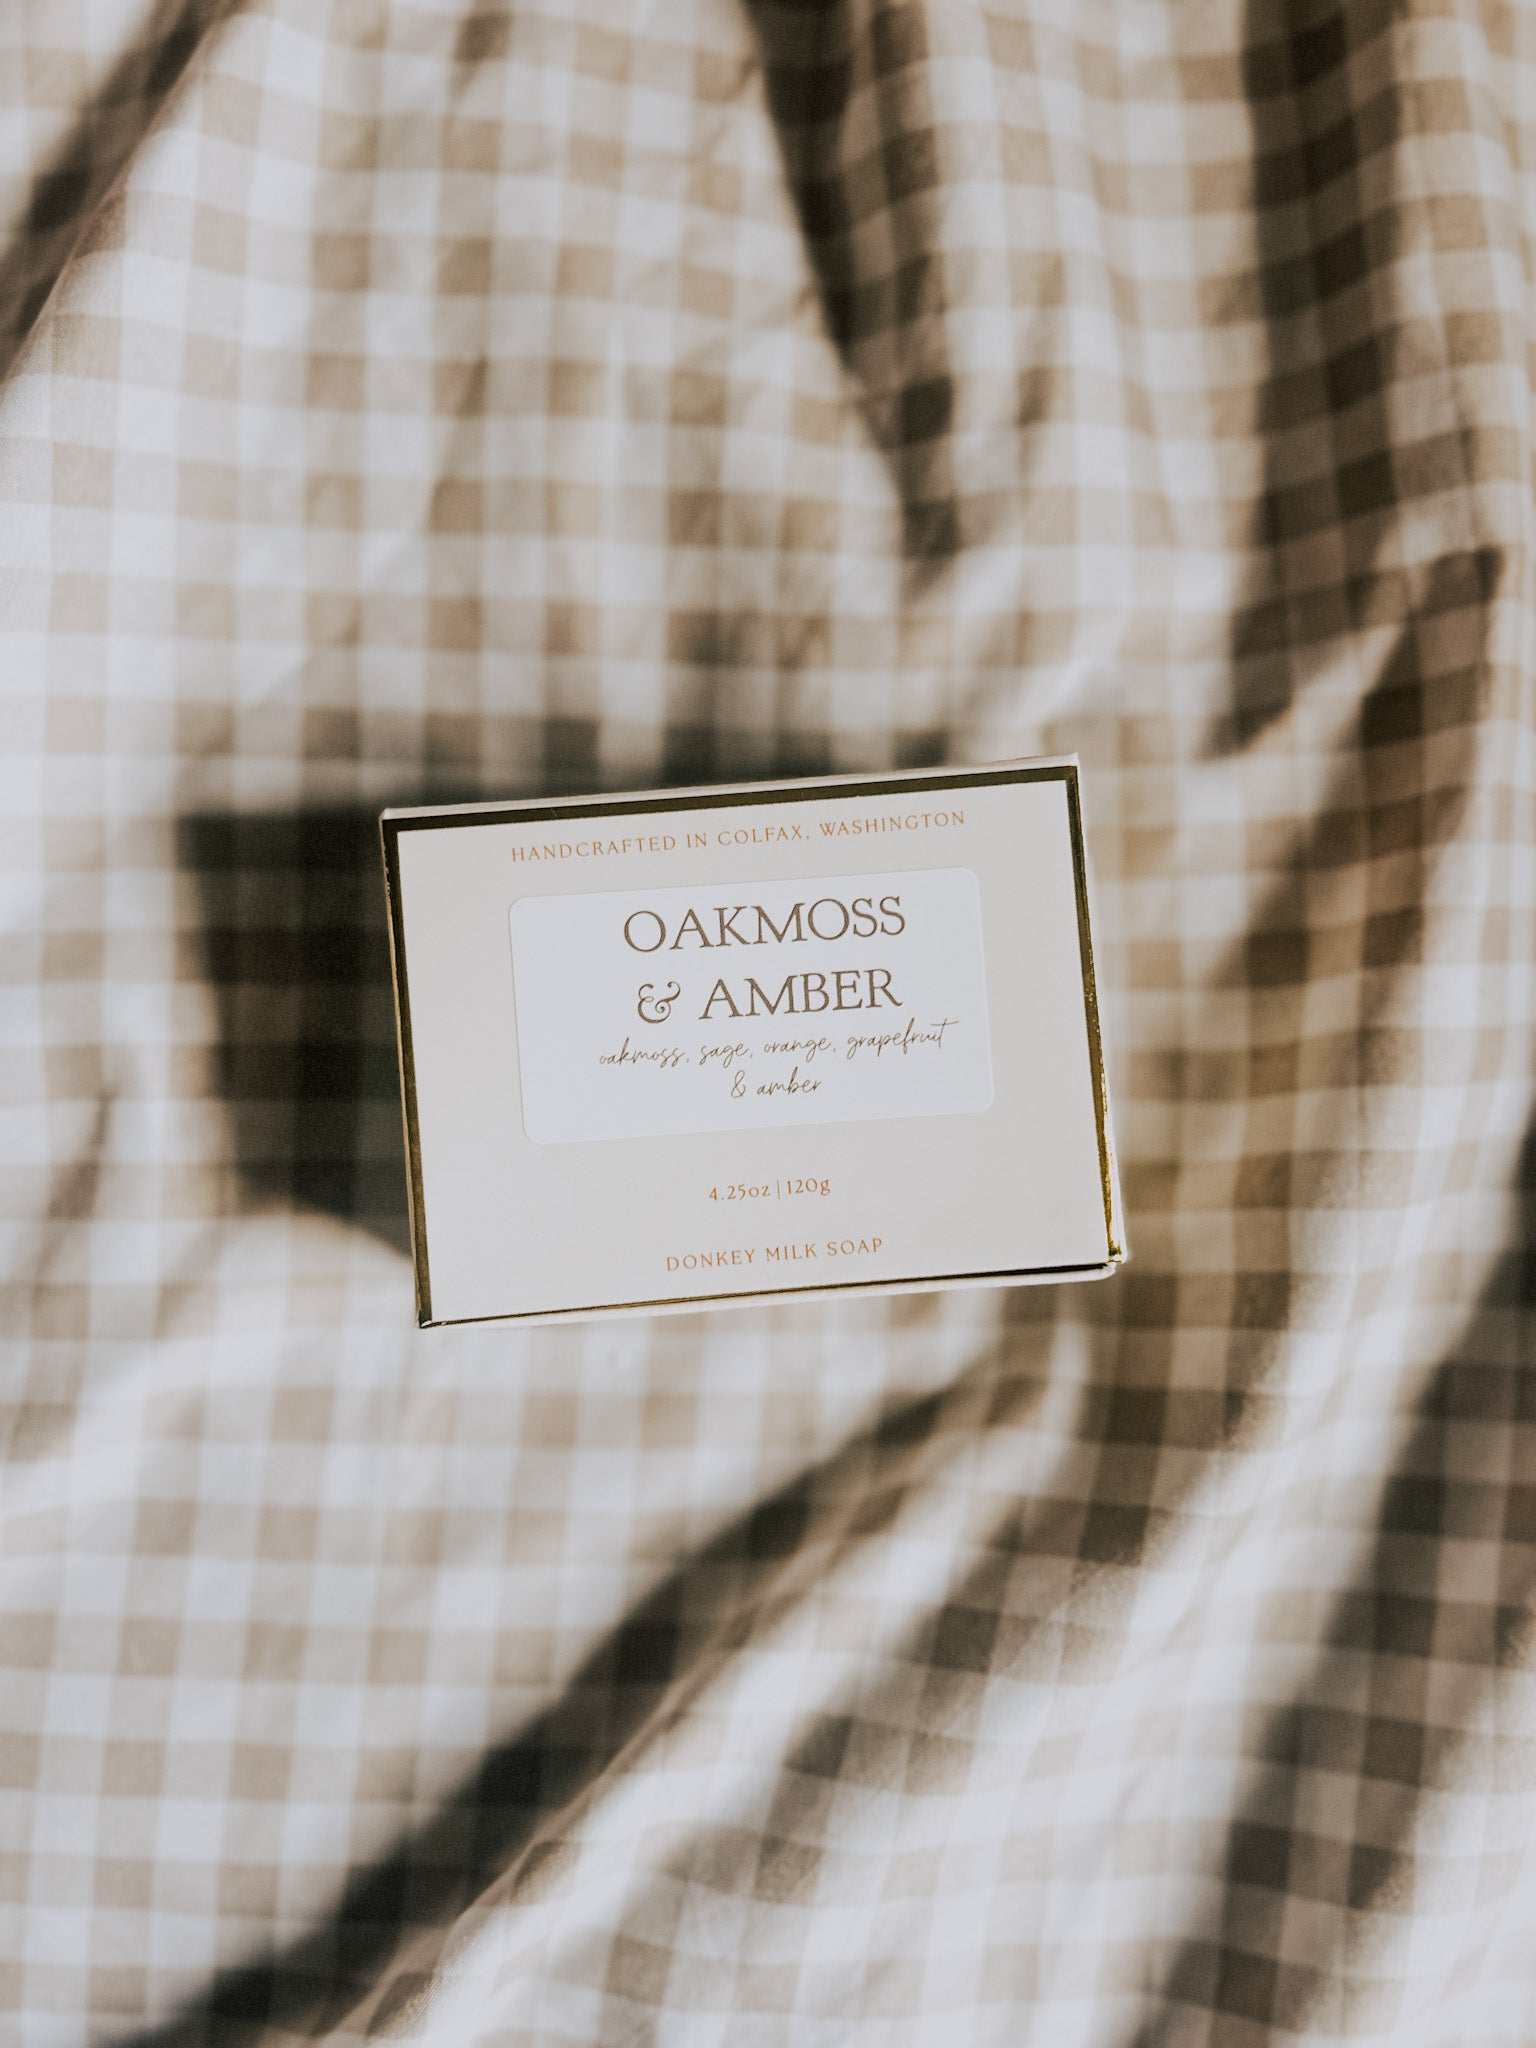 HANDCRAFTED IN COLFAX, WASHINGTON
OAKMOSS
& AMBER
oakmoss, sage, orange, grapefruit
& amber
4.25oz | 120g
DONKEY MILK SOAP